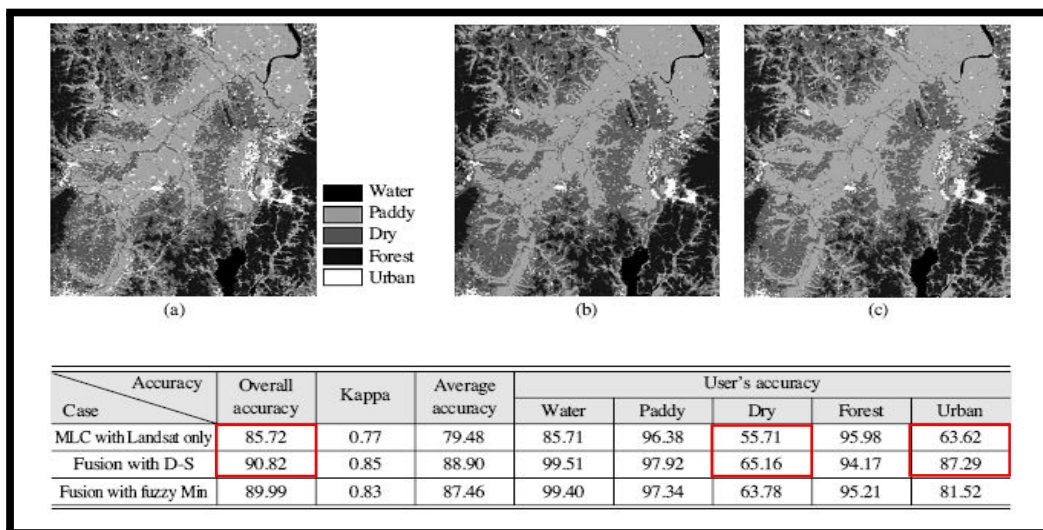 Water
Paddy
Dry
Forest
Urban
(a)
(b)
(c)
Accuracy
Case
Overall accuracy
Kappa
Average accuracy
User's accuracy
Water Paddy Dry Forest Urban
MLC with Landsat only 85.72 0.77 79.48 85.71 96.38 55.71 95.98 63.62
Fusion with D-S 90.82 0.85 88.90 99.51 97.92 65.16 94.17 87.29
Fusion with fuzzy Min 89.99 0.83 87.46 99.40 97.34 63.78 95.21 81.52